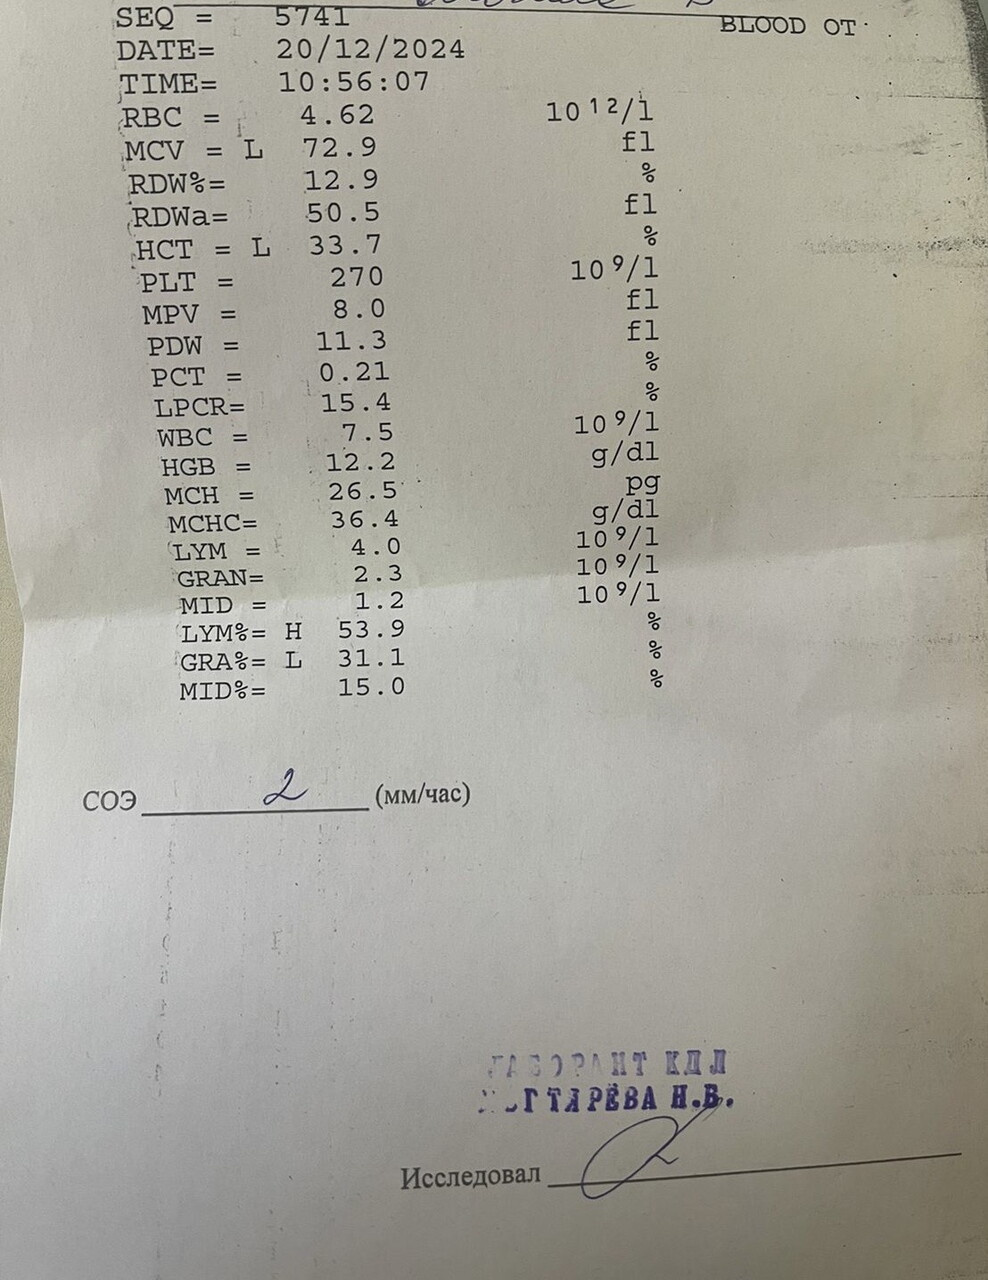 SEQ = 5741 BLOOD OT
DATE= 20/12/2024
TIME= 10:56:07
RBC = 4.62 10¹²/l
MCV = L 72.9 fl
RDW%= 12.9 %
RDWa= 50.5 fl
HCT = L 33.7 %
PLT = 270 10⁹/l
MPV = 8.0 fl
PDW = 11.3 fl
PCT = 0.21 %
LPCR= 15.4 %
WBC = 7.5 10⁹/l
HGB = 12.2 g/dl
MCH = 26.5 pg
MCHC= 36.4 g/dl
LYM = 4.0 10⁹/l
GRAN= 2.3 10⁹/l
MID = 1.2 10⁹/l
LYM%= H 53.9 %
GRA%= L 31.1 %
MID%= 15.0 %
СОЭ 2 (мм/час)
ЛАБОРАНТ КДЛ
Н.В.
Исследовал